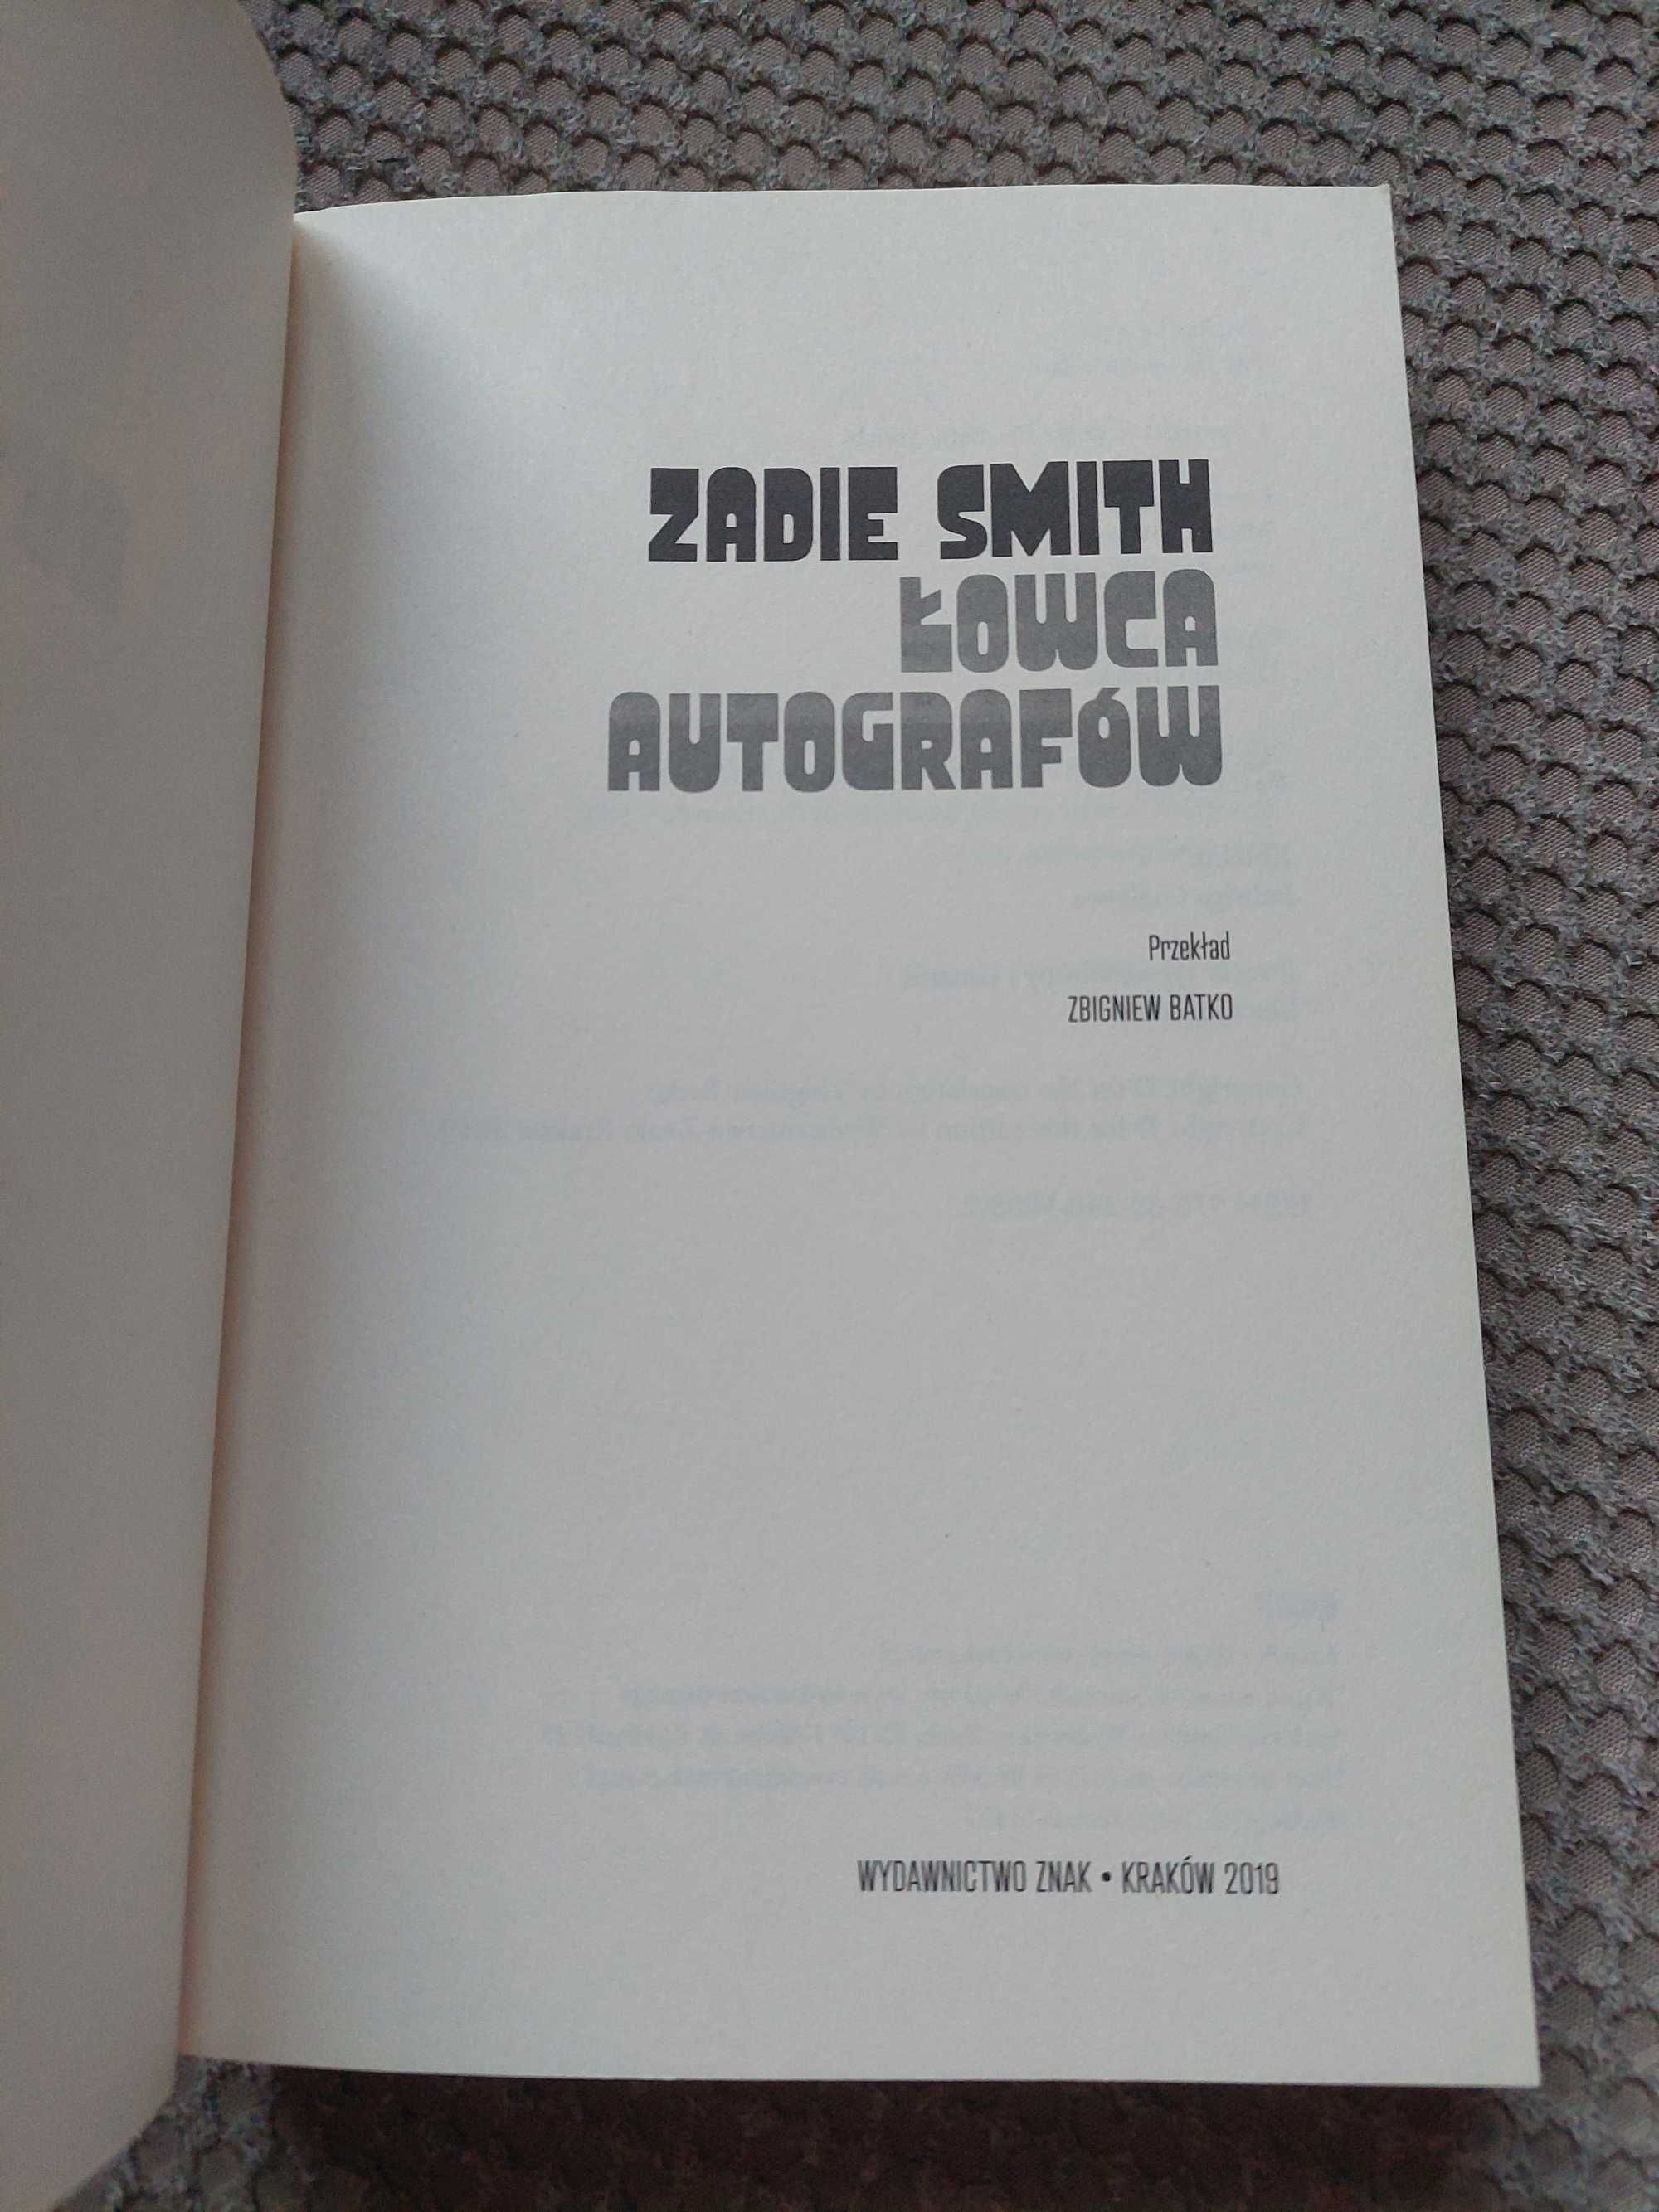 ZADIE SMITH
ŁOWCA
AUTOGRAFÓW
Przekład
ZBIGNIEW BATKO
WYDAWNICTWO ZNAK • KRAKÓW 2019